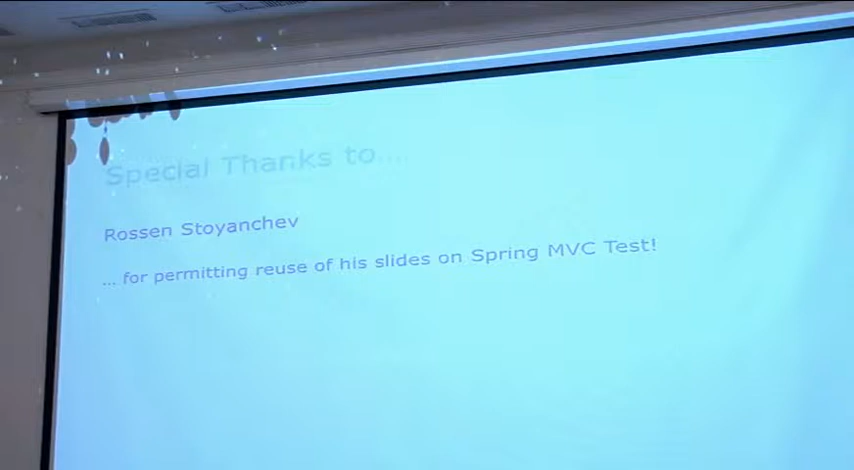 Special Thanks to....
Rossen Stoyanchev
... for permitting reuse of his slides on Spring MVC Test!